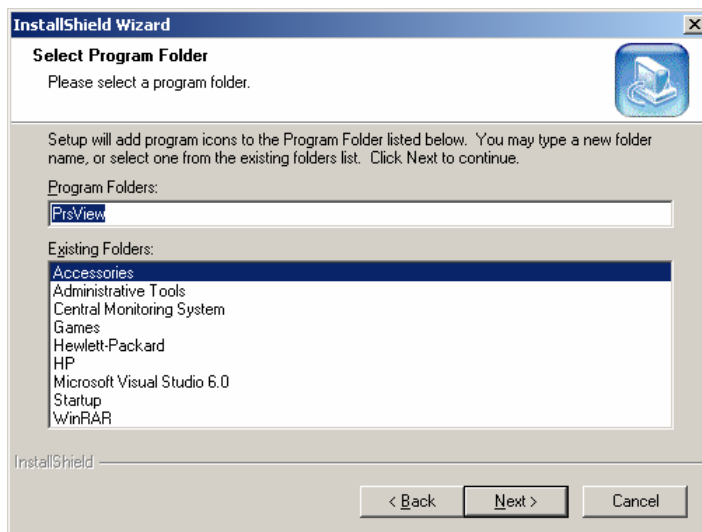 InstallShield Wizard
Select Program Folder
Please select a program folder.
Setup will add program icons to the Program Folder listed below. You may type a new folder
name, or select one from the existing folders list. Click Next to continue.
Program Folders:
PrsView
Existing Folders:
Accessories
Administrative Tools
Central Monitoring System
Games
Hewlett-Packard
HP
Microsoft Visual Studio 6.0
Startup
WinRAR
InstallShield
< Back Next > Cancel